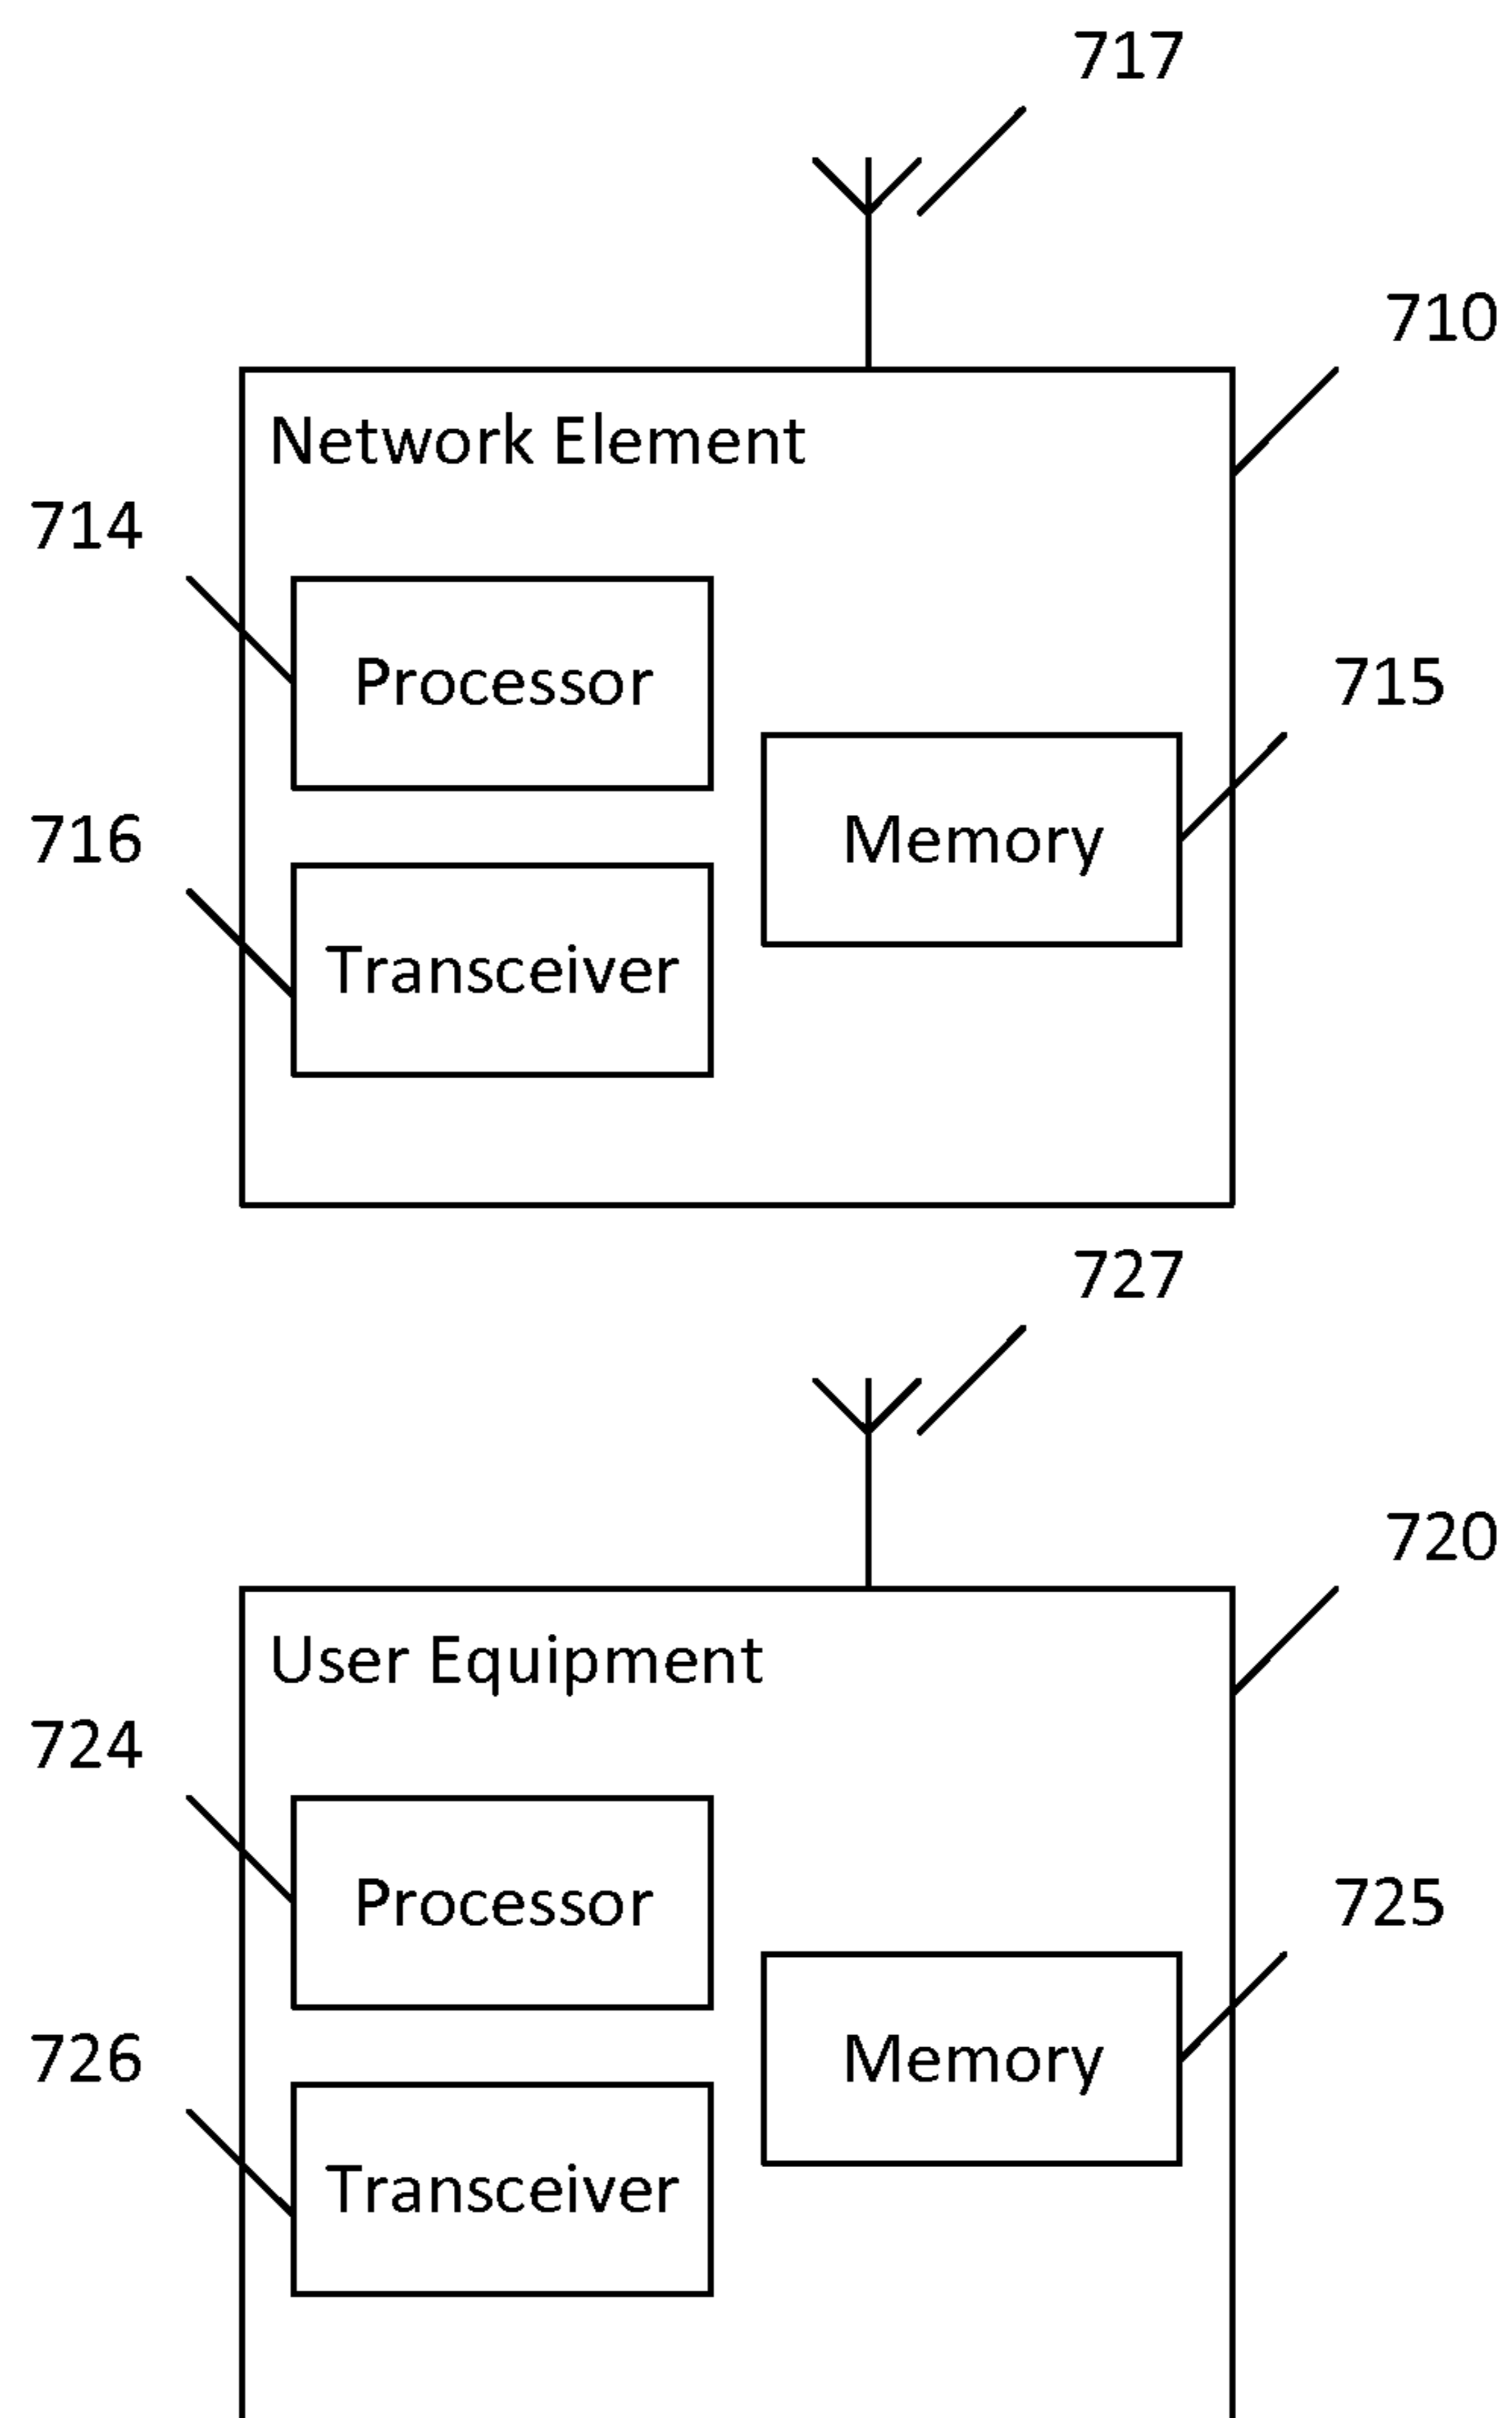 717
710
Network Element
714
Processor
715
716
Memory
Transceiver
727
720
User Equipment
724
Processor
725
726
Memory
Transceiver